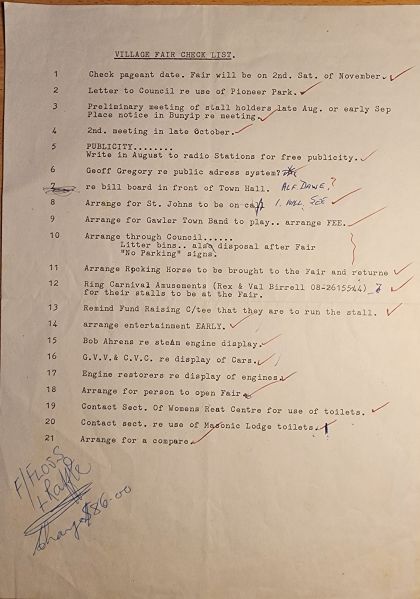 VILLAGE FAIR CHECK LIST.
1 Check pageant date. Fair will be on 2nd. Sat. of November.
2 Letter to Council re use of Pioneer Park.
3 Preliminary meeting of stall holders late Aug. or early Sep
Place notice in Bunyip re meeting.
4 2nd. meeting in late October.
5 PUBLICITY........
Write in August to radio Stations for free publicity.
6 Geoff Gregory re public adress system?
7 re bill board in front of Town Hall. ALF DAWE.?
8 Arrange for St. Johns to be on call I. WILL SEE
9 Arrange for Gawler Town Band to play.. arrange FEE.
10 Arrange through Council......
Litter bins.. also disposal after Fair
"No Parking" signs.
11 Arrange Rocking Horse to be brought to the Fair and returne
12 Ring Carnival Amusements (Rex & Val Birrell 08-2615544)
for their stalls to be at the Fair.
13 Remind Fund Raising C/tee that they are to run the stall.
14 arrange entertainment EARLY.
15 Bob Ahrens re steam engine display.
16 G.V.V.& C.V.C. re display of Cars.
17 Engine restorers re display of engines
18 Arrange for person to open Fair.
19 Contact Sect. Of Womens Reat Centre for use of toilets.
20 Contact sect. re use of Masonic Lodge toilets.
21 Arrange for a compare.
F/FLOSS
+ Raffle
change $86.00